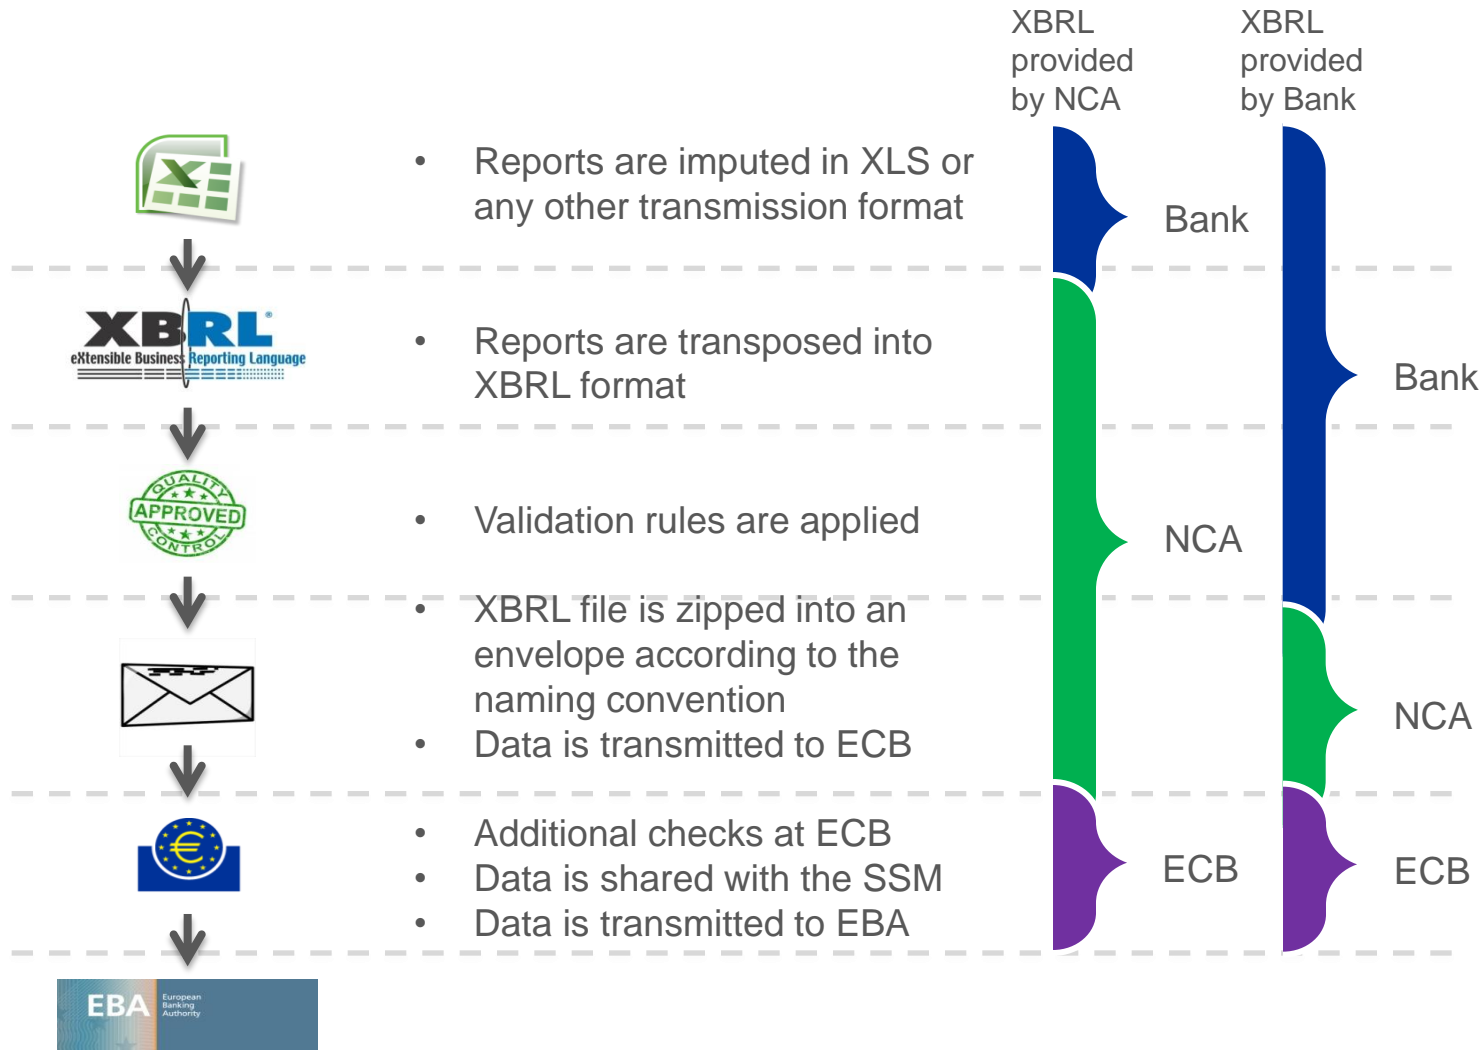 XBRL
provided
by NCA
XBRL
provided
by Bank
• Reports are imputed in XLS or
any other transmission format
Bank
XBRL®
eXtensible Business Reporting Language
• Reports are transposed into
XBRL format
Bank
QUALITY
APPROVED
CONTROL
• Validation rules are applied
NCA
• XBRL file is zipped into an
envelope according to the
naming convention
• Data is transmitted to ECB
NCA
€
• Additional checks at ECB
• Data is shared with the SSM
• Data is transmitted to EBA
ECB
ECB
EBA
European
Banking
Authority